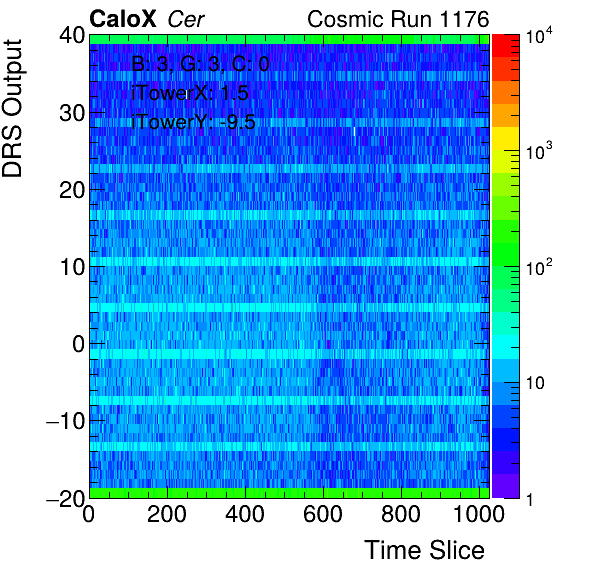 CaloX Cer Cosmic Run 1176
B: 3, G: 3, C: 0
iTowerX: 1.5
iTowerY: -9.5
DRS Output
40
30
20
10
0
−10
−20
0 200 400 600 800 1000
Time Slice
10^4
10^3
10^2
10
1